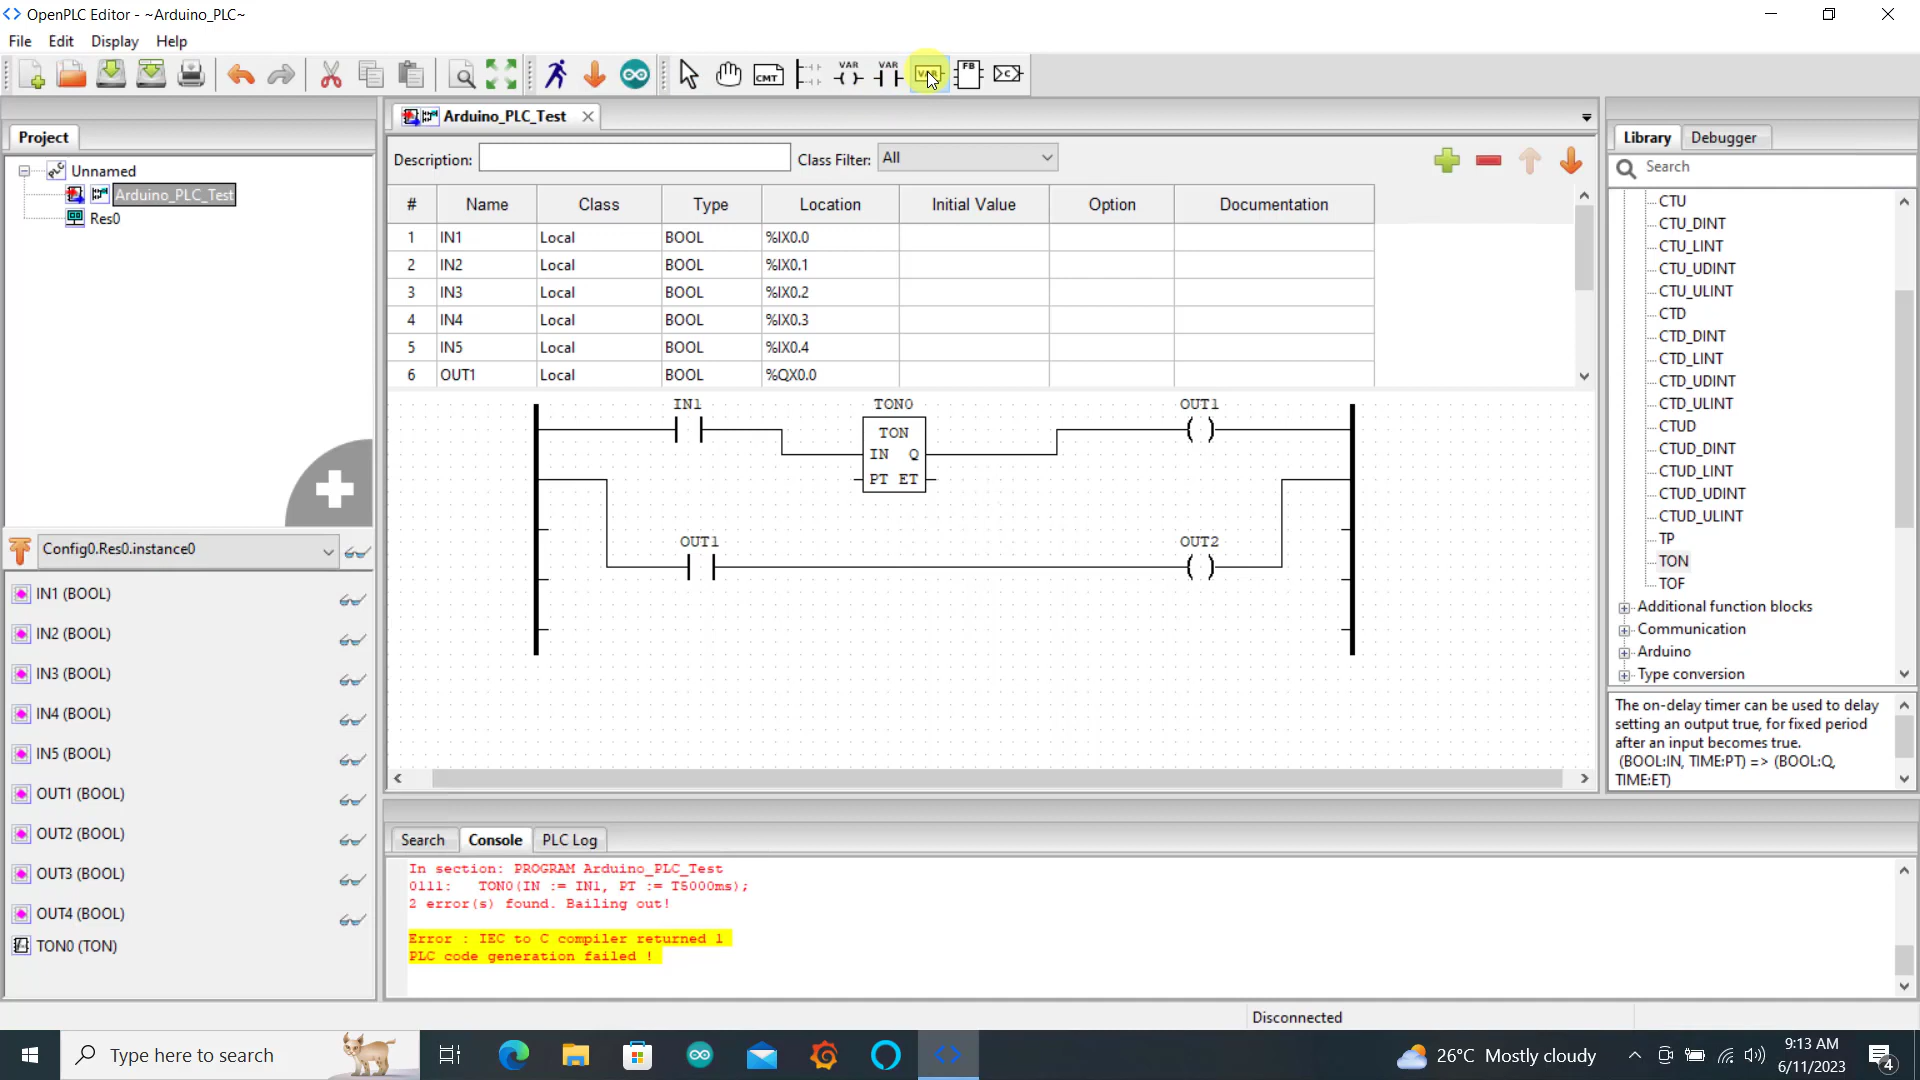 OpenPLC Editor - ~Arduino_PLC~
File Edit Display Help
CMT VAR VAR VAR FB C
Project
Unnamed
Arduino_PLC_Test
Res0
Config0.Res0.instance0
IN1 (BOOL)
IN2 (BOOL)
IN3 (BOOL)
IN4 (BOOL)
IN5 (BOOL)
OUT1 (BOOL)
OUT2 (BOOL)
OUT3 (BOOL)
OUT4 (BOOL)
TON0 (TON)
Arduino_PLC_Test
Description: Class Filter: All
# Name Class Type Location Initial Value Option Documentation
1 IN1 Local BOOL %IX0.0
2 IN2 Local BOOL %IX0.1
3 IN3 Local BOOL %IX0.2
4 IN4 Local BOOL %IX0.3
5 IN5 Local BOOL %IX0.4
6 OUT1 Local BOOL %QX0.0
IN1 TON0 OUT1
TON
IN Q
PT ET
OUT1 OUT2
Search Console PLC Log
In section: PROGRAM Arduino_PLC_Test
0111: TON0(IN := IN1, PT := T5000ms);
2 error(s) found. Bailing out!
Error : IEC to C compiler returned 1
PLC code generation failed !
Library Debugger
Search
CTU
CTU_DINT
CTU_LINT
CTU_UDINT
CTU_ULINT
CTD
CTD_DINT
CTD_LINT
CTD_UDINT
CTD_ULINT
CTUD
CTUD_DINT
CTUD_LINT
CTUD_UDINT
CTUD_ULINT
TP
TON
TOF
Additional function blocks
Communication
Arduino
Type conversion
The on-delay timer can be used to delay
setting an output true, for fixed period
after an input becomes true.
(BOOL:IN, TIME:PT) => (BOOL:Q,
TIME:ET)
Disconnected
Type here to search
26°C Mostly cloudy
9:13 AM
6/11/2023
4